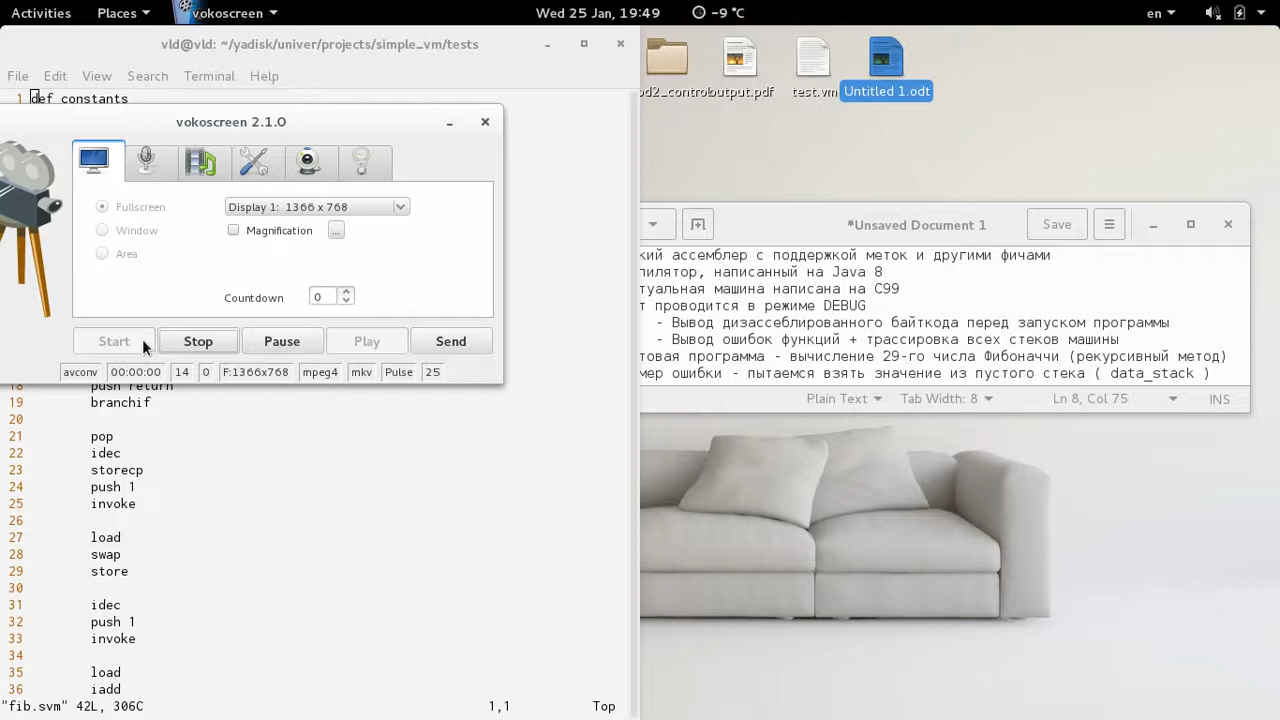 Activities Places vokoscreen Wed 25 Jan, 19:49 −9 ℃ en
vld@vld: ~/yadisk/univer/projects/simple_vm/tests
File Edit View Search Terminal Help
1 def constants
vokoscreen 2.1.0
Fullscreen
Window
Area
Display 1: 1366 x 768
Magnification ...
Countdown 0
Start Stop Pause Play Send
avconv 00:00:00 14 0 F:1366x768 mpeg4 mkv Pulse 25
18 push return
19 branchif
20
21 pop
22 idec
23 storecp
24 push 1
25 invoke
26
27 load
28 swap
29 store
30
31 idec
32 push 1
33 invoke
34
35 load
36 iadd
"fib.svm" 42L, 306C 1,1 Top
od2_controbutput.pdf test.vm Untitled 1.odt
*Unsaved Document 1 Save
кий ассемблер с поддержкой меток и другими фичами
пилятор, написанный на Java 8
туальная машина написана на C99
т проводится в режиме DEBUG
- Вывод дизассеблированного байткода перед запуском программы
- Вывод ошибок функций + трассировка всех стеков машины
товая программа - вычисление 29-го числа Фибоначчи (рекурсивный метод)
мер ошибки - пытаемся взять значение из пустого стека ( data_stack )
Plain Text Tab Width: 8 Ln 8, Col 75 INS